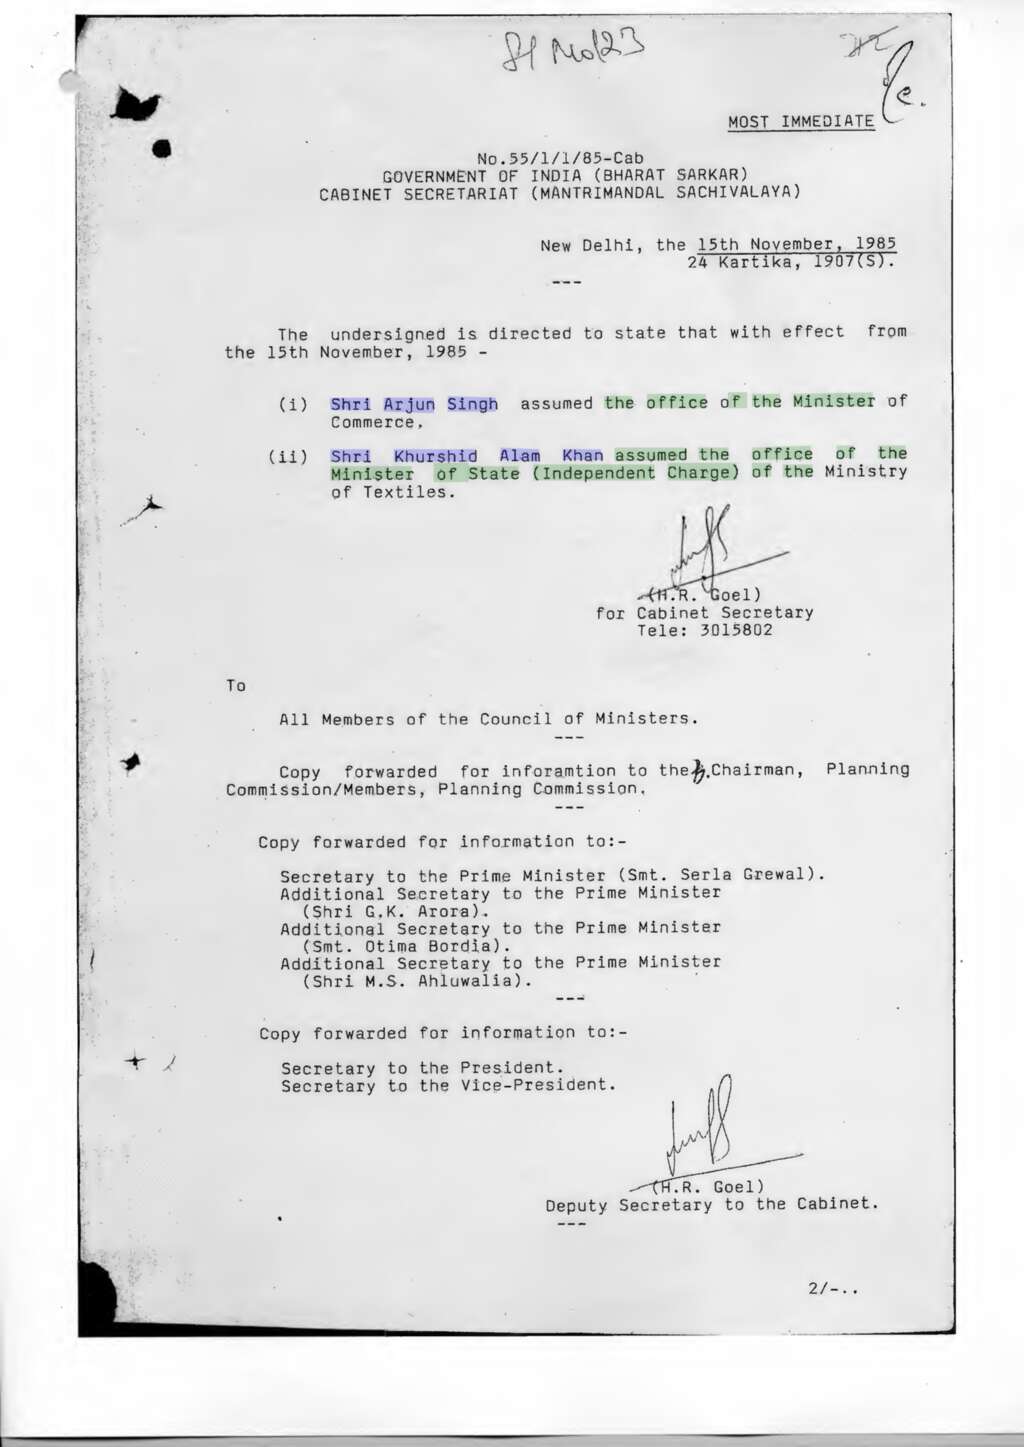 Sl No 123
MOST IMMEDIATE
No.55/1/1/85-Cab
GOVERNMENT OF INDIA (BHARAT SARKAR)
CABINET SECRETARIAT (MANTRIMANDAL SACHIVALAYA)
New Delhi, the 15th November, 1985
24 Kartika, 1907(S).
---
The undersigned is directed to state that with effect from
the 15th November, 1985 -
(i) Shri Arjun Singh assumed the office of the Minister of
Commerce.
(ii) Shri Khurshid Alam Khan assumed the office of the
Minister of State (Independent Charge) of the Ministry
of Textiles.
(H.R. Goel)
for Cabinet Secretary
Tele: 3015802
To
All Members of the Council of Ministers.
---
Copy forwarded for inforamtion to the Chairman, Planning
Commission/Members, Planning Commission.
---
Copy forwarded for information to:-
Secretary to the Prime Minister (Smt. Serla Grewal).
Additional Secretary to the Prime Minister
(Shri G.K. Arora).
Additional Secretary to the Prime Minister
(Smt. Otima Bordia).
Additional Secretary to the Prime Minister
(Shri M.S. Ahluwalia).
---
Copy forwarded for information to:-
Secretary to the President.
Secretary to the Vice-President.
(H.R. Goel)
Deputy Secretary to the Cabinet.
---
2/-..